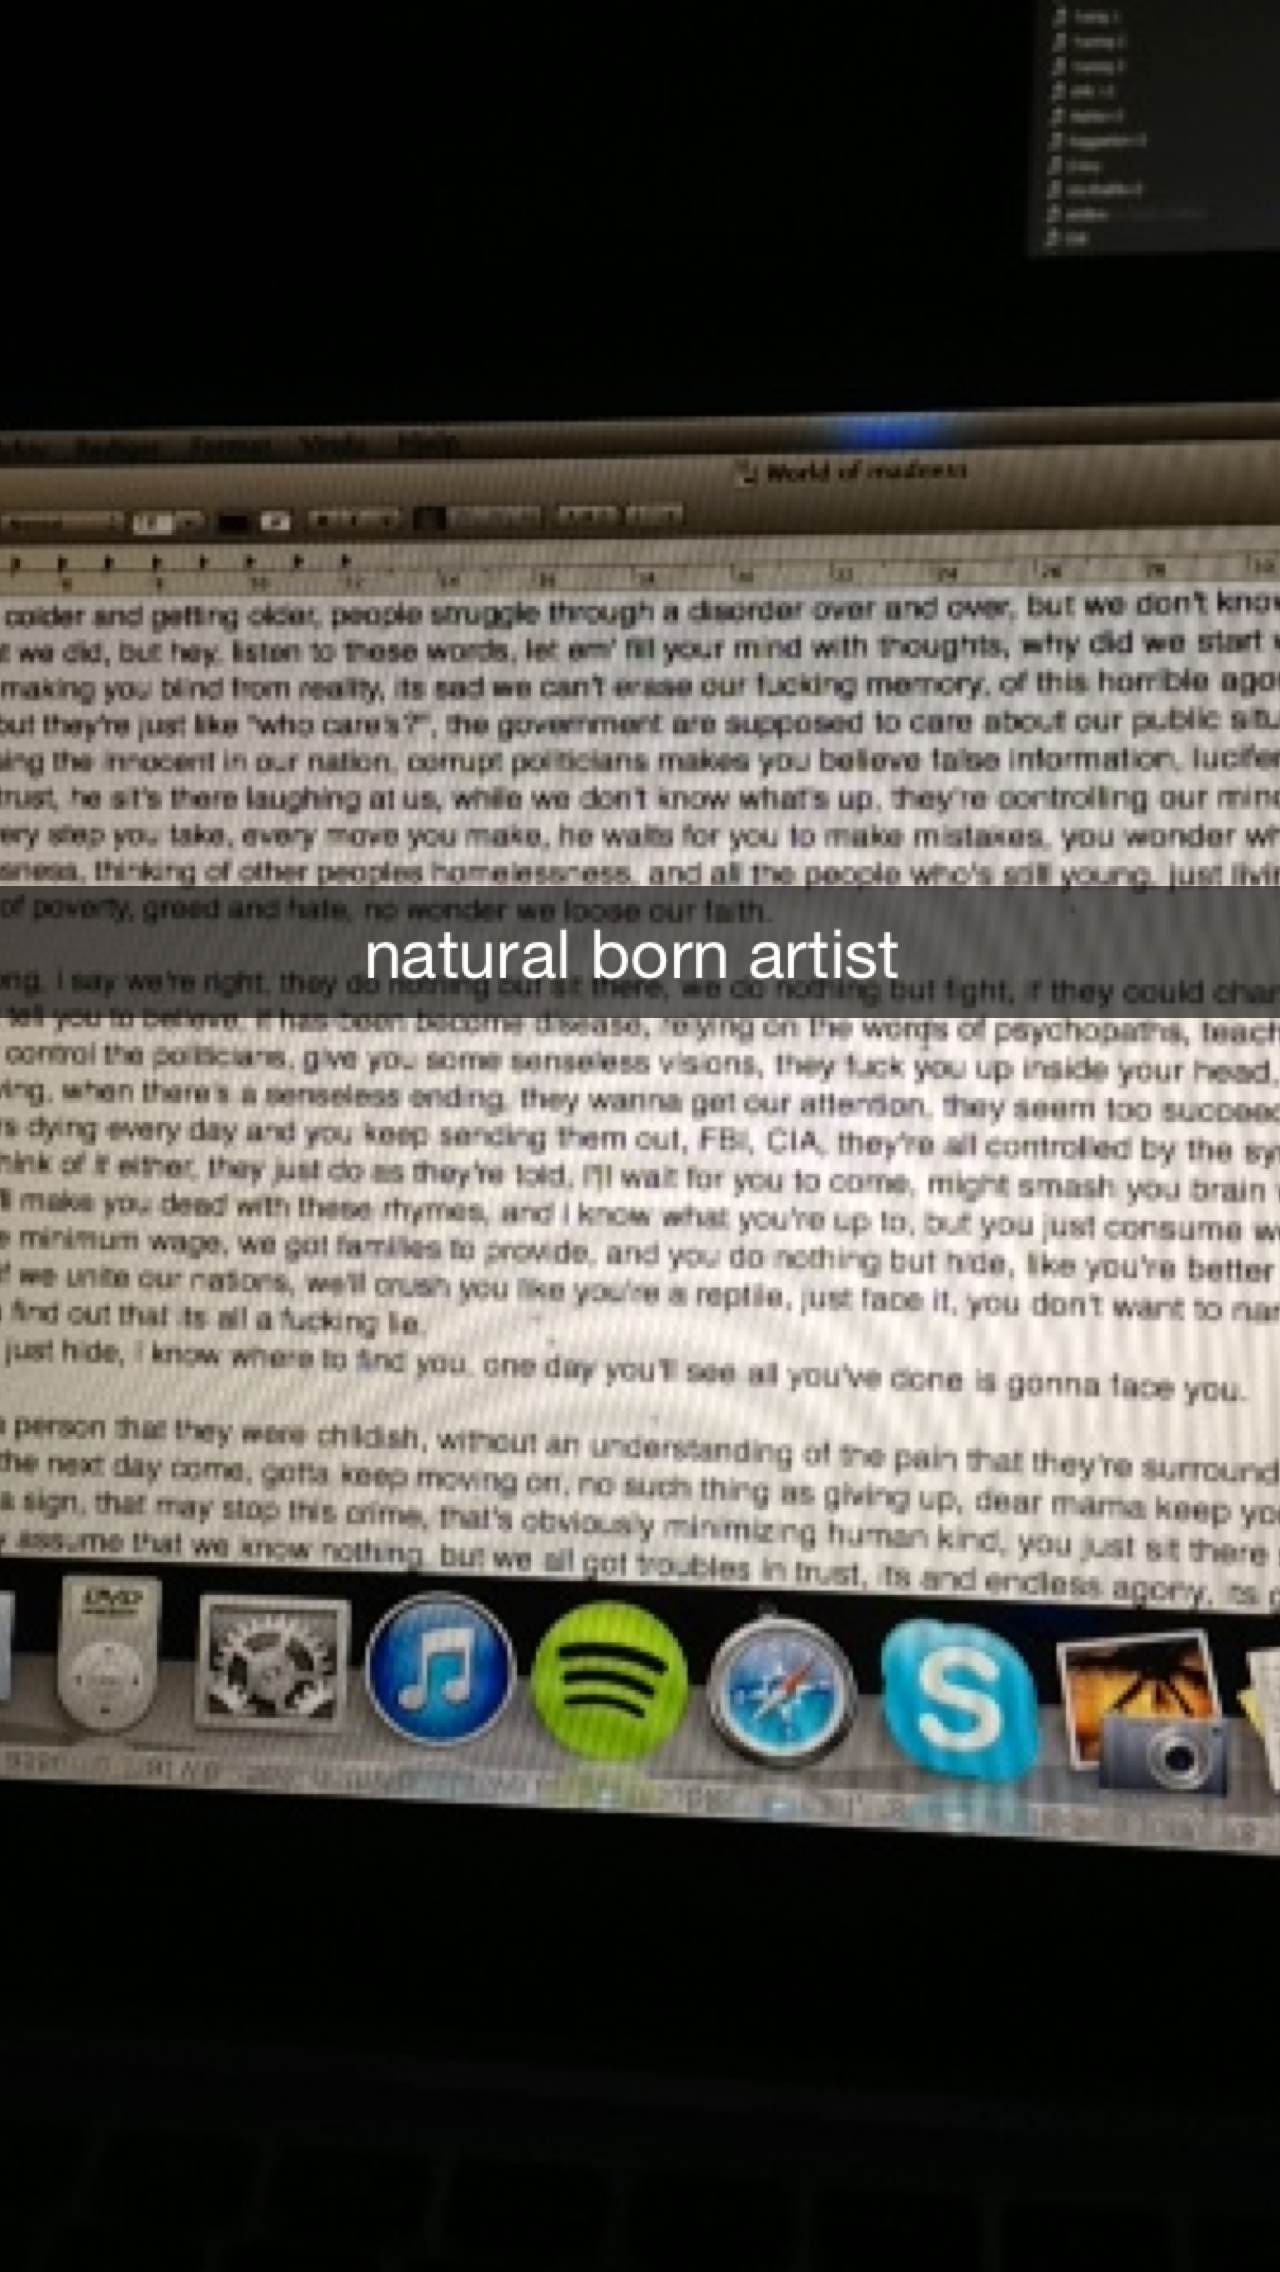 Rediger Format Vindu Help
World of madness
colder and getting older, people struggle through a disorder over and over, but we don't know
we did, but hey, listen to these words, let em' fill your mind with thoughts, why did we start
making you blind from reality, its sad we can't erase our fucking memory, of this horrible ago
but they're just like "who care's?", the government are supposed to care about our public situ
ing the innocent in our nation, corrupt politicians makes you believe false information, lucifer
trust, he sit's there laughing at us, while we don't know what's up, they're controlling our mind
ery step you take, every move you make, he waits for you to make mistakes, you wonder wh
sness, thinking of other peoples homelessness, and all the people who's still young, just livin
of poverty, greed and hate, no wonder we loose our faith.
natural born artist
ong, I say we're right, they do nothing but sit there, we do nothing but fight, if they could chan
tell you to believe, it has been become disease, relying on the words of psychopaths, teach
control the politicians, give you some senseless visions, they fuck you up inside your head,
ving, when there's a senseless ending, they wanna get our attention, they seem too succeed
s dying every day and you keep sending them out, FBI, CIA, they're all controlled by the sy
hink of it either, they just do as they're told, I'll wait for you to come, might smash you brain
ll make you dead with these rhymes, and i know what you're up to, but you just consume w
e minimum wage, we got families to provide, and you do nothing but hide, like you're better
f we unite our nations, we'll crush you like you're a reptile, just face it, you don't want to nar
find out that its all a fucking lie.
just hide, i know where to find you, one day you'll see all you've done is gonna face you.
a person that they were childish, without an understanding of the pain that they're surround
the next day come, gotta keep moving on, no such thing as giving up, dear mama keep yo
a sign, that may stop this crime, that's obviously minimizing human kind, you just sit there
assume that we know nothing, but we all got troubles in trust, its and endless agony, its
DVD
S